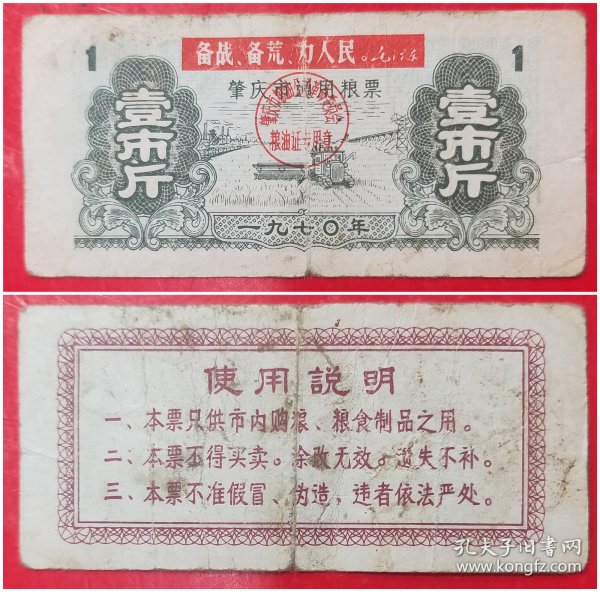 备战、备荒、为人民。毛泽东
1
1
肇庆市通用粮票
粮油证专用章
壹市斤
壹市斤
一九七〇年
使用説明
一、本票只供市内购粮、粮食制品之用。
二、本票不得买卖。涂改无效。遗失不补。
三、本票不准假冒、伪造，违者依法严处。
孔夫子旧书网
kongfz.com